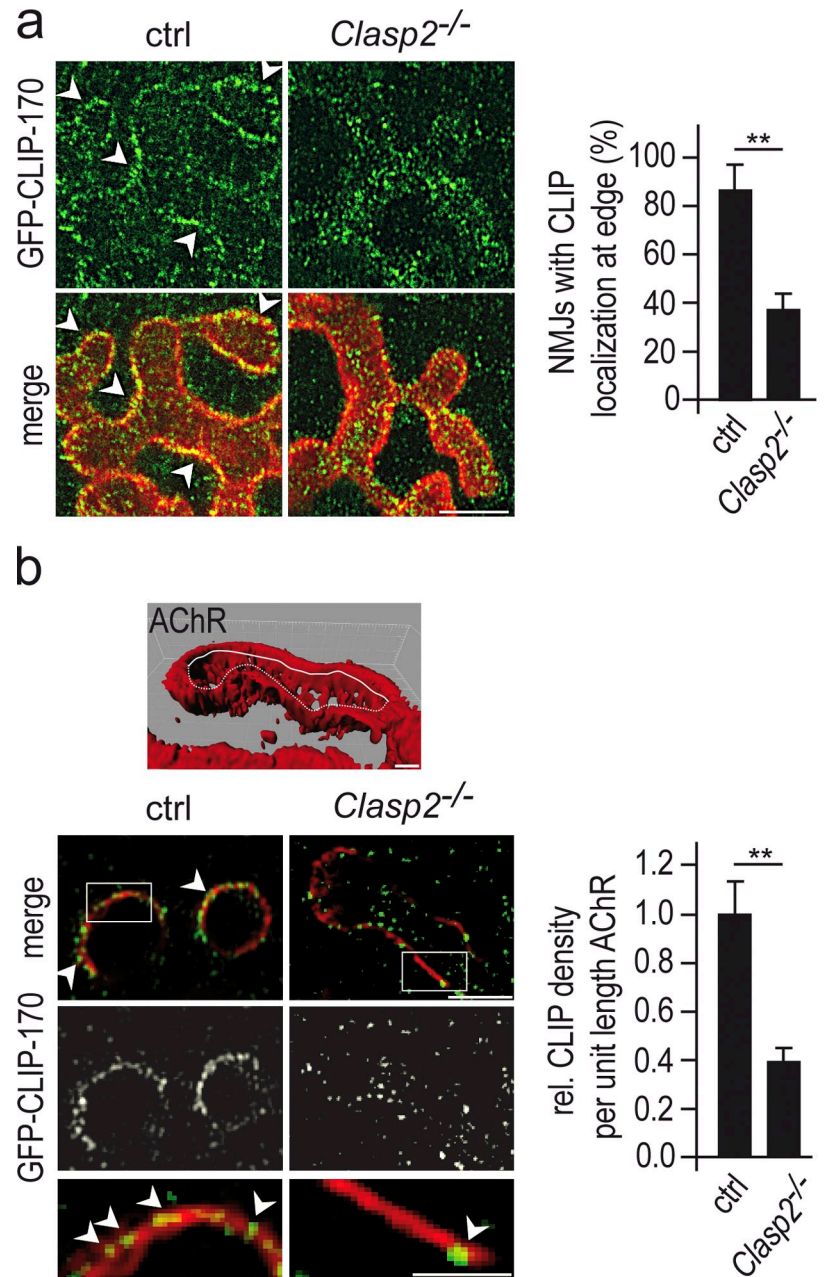 a
ctrl
Clasp2-/-
GFP-CLIP-170
merge
NMJs with CLIP
localization at edge (%)
100
80
60
40
20
0
**
ctrl
Clasp2-/-
b
AChR
ctrl
Clasp2-/-
merge
GFP-CLIP-170
rel. CLIP density
per unit length AChR
1.2
1.0
0.8
0.6
0.4
0.2
0.0
**
ctrl
Clasp2-/-